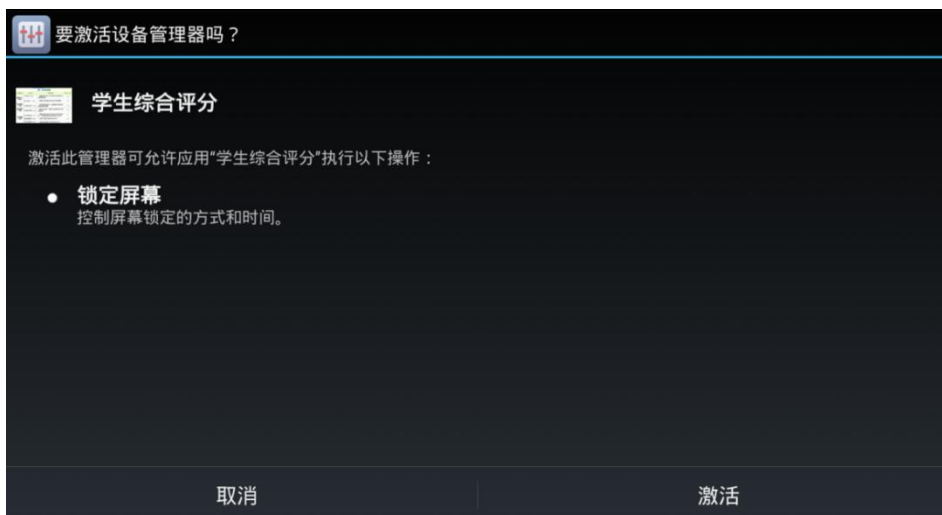 要激活设备管理器吗？
学生综合评分
激活此管理器可允许应用“学生综合评分”执行以下操作：
● 锁定屏幕
控制屏幕锁定的方式和时间。
取消 激活